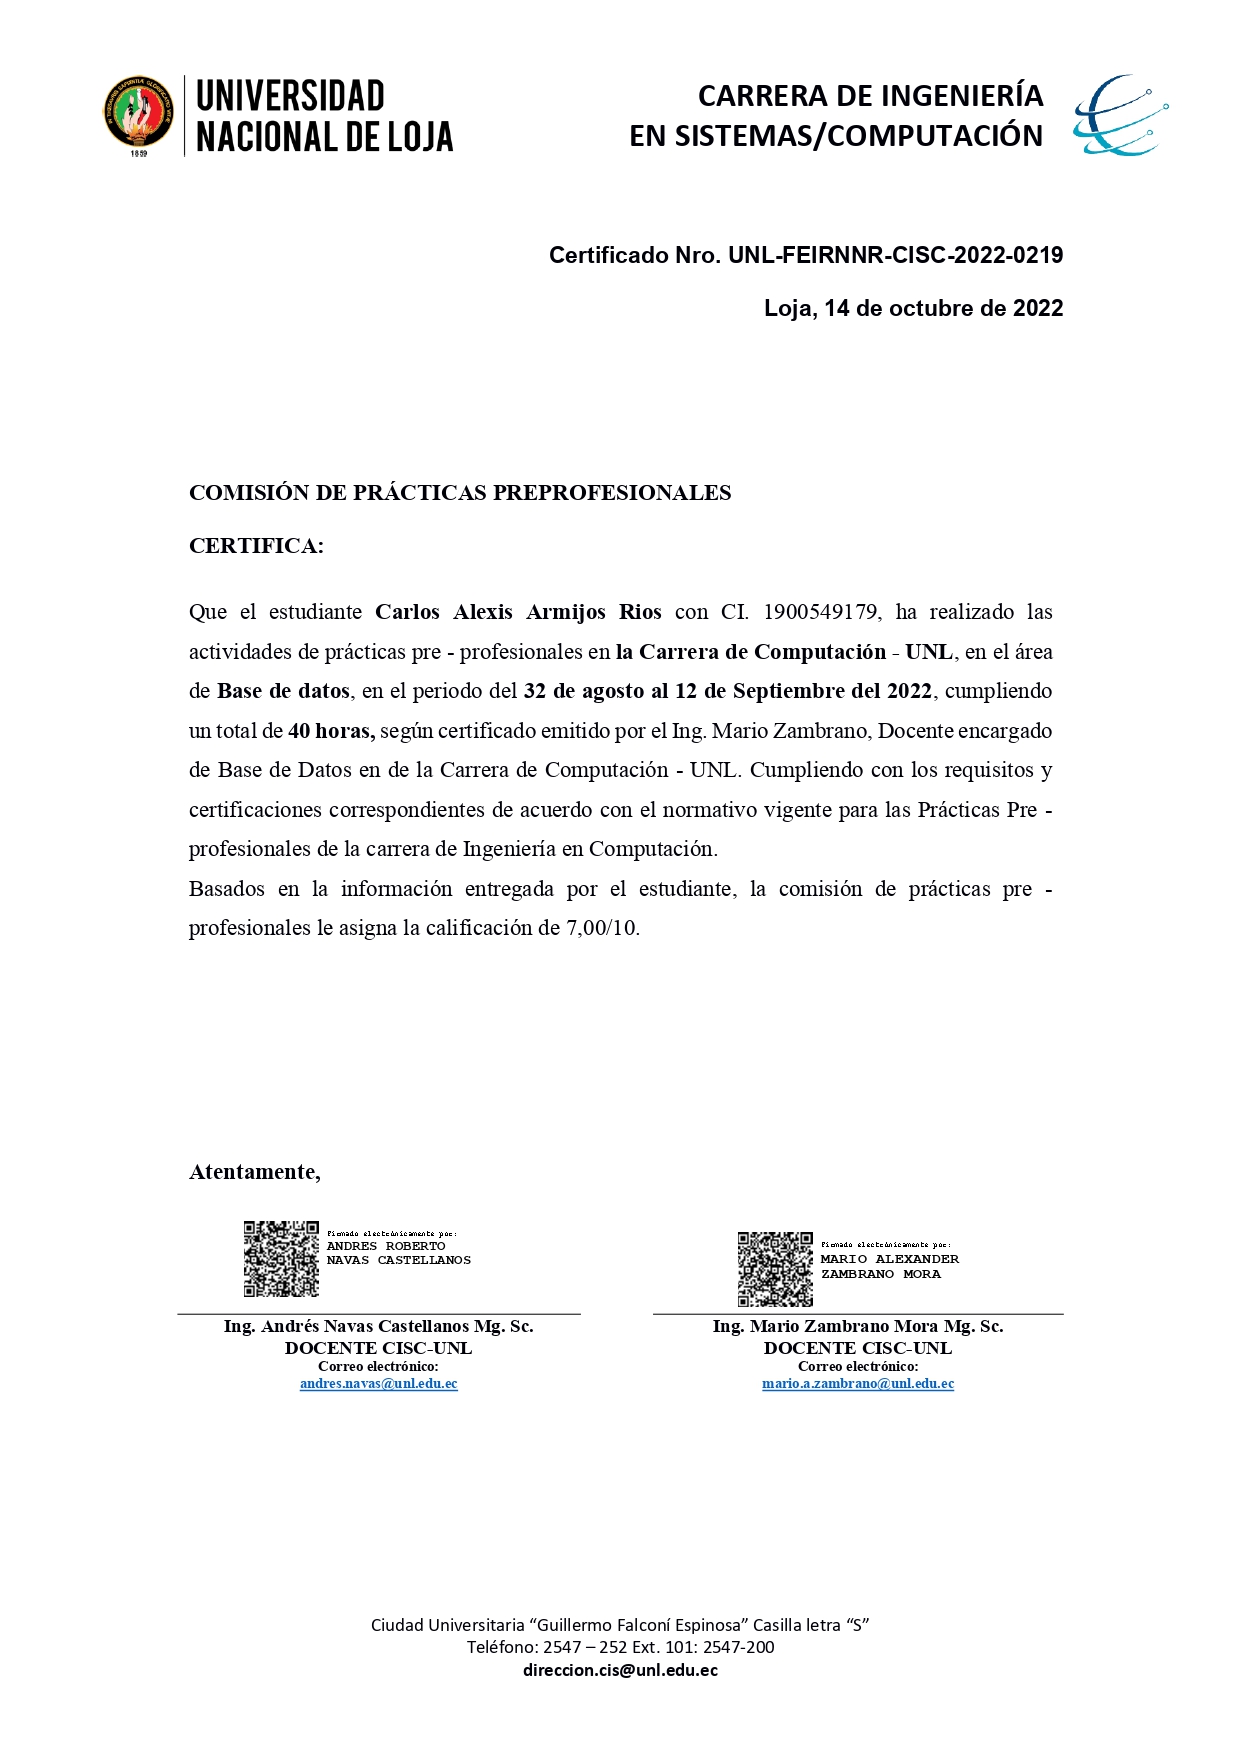 UNIVERSIDAD
NACIONAL DE LOJA
1859
CARRERA DE INGENIERÍA
EN SISTEMAS/COMPUTACIÓN
Certificado Nro. UNL-FEIRNNR-CISC-2022-0219
Loja, 14 de octubre de 2022
COMISIÓN DE PRÁCTICAS PREPROFESIONALES
CERTIFICA:
Que el estudiante Carlos Alexis Armijos Rios con CI. 1900549179, ha realizado las
actividades de prácticas pre - profesionales en la Carrera de Computación - UNL, en el área
de Base de datos, en el periodo del 32 de agosto al 12 de Septiembre del 2022, cumpliendo
un total de 40 horas, según certificado emitido por el Ing. Mario Zambrano, Docente encargado
de Base de Datos en de la Carrera de Computación - UNL. Cumpliendo con los requisitos y
certificaciones correspondientes de acuerdo con el normativo vigente para las Prácticas Pre -
profesionales de la carrera de Ingeniería en Computación.
Basados en la información entregada por el estudiante, la comisión de prácticas pre -
profesionales le asigna la calificación de 7,00/10.
Atentamente,
Firmado electrónicamente por:
ANDRES ROBERTO
NAVAS CASTELLANOS
Ing. Andrés Navas Castellanos Mg. Sc.
DOCENTE CISC-UNL
Correo electrónico:
andres.navas@unl.edu.ec
Firmado electrónicamente por:
MARIO ALEXANDER
ZAMBRANO MORA
Ing. Mario Zambrano Mora Mg. Sc.
DOCENTE CISC-UNL
Correo electrónico:
mario.a.zambrano@unl.edu.ec
Ciudad Universitaria “Guillermo Falconí Espinosa” Casilla letra “S”
Teléfono: 2547 – 252 Ext. 101: 2547-200
direccion.cis@unl.edu.ec